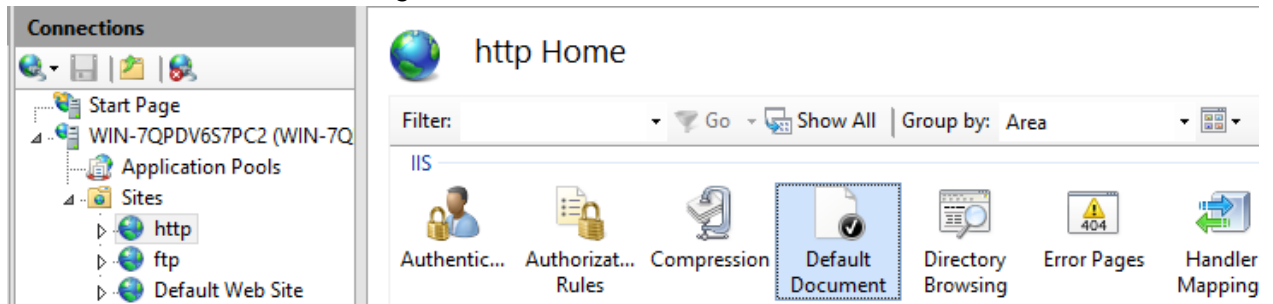 Connections
Start Page
WIN-7QPDV6S7PC2 (WIN-7Q
Application Pools
Sites
http
ftp
Default Web Site
http Home
Filter: Go Show All Group by: Area
IIS
Authentic... Authorizat... Compression Default Directory Error Pages Handler
Rules Document Browsing Mapping
404